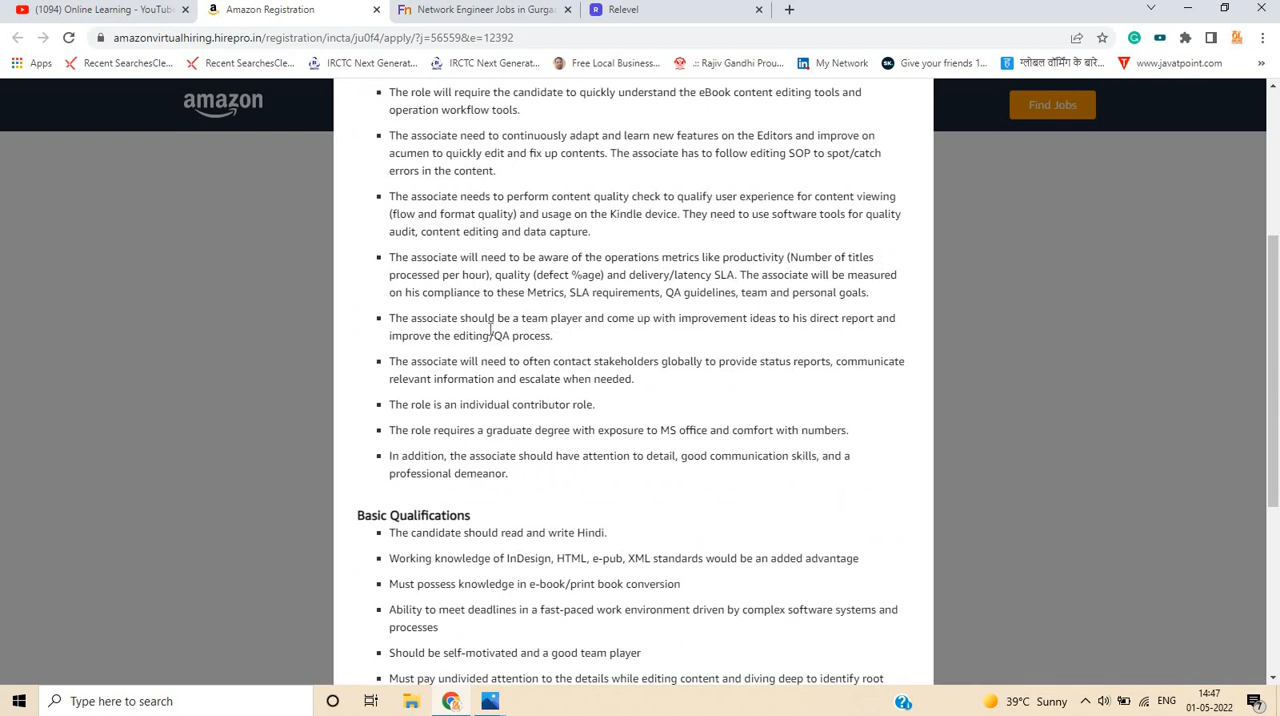 (1094) Online Learning - YouTube
Amazon Registration
Network Engineer Jobs in Gurga
Relevel
amazonvirtualhiring.hirepro.in/registration/incta/ju0f4/apply/?j=56559&e=12392
Apps
Recent SearchesCle...
Recent SearchesCle...
IRCTC Next Generat...
IRCTC Next Generat...
Free Local Business...
.:: Rajiv Gandhi Prou...
My Network
Give your friends 1...
ग्लोबल वॉर्मिंग के बारे...
www.javatpoint.com
»
amazon
Find Jobs
The role will require the candidate to quickly understand the eBook content editing tools and
operation workflow tools.
The associate need to continuously adapt and learn new features on the Editors and improve on
acumen to quickly edit and fix up contents. The associate has to follow editing SOP to spot/catch
errors in the content.
The associate needs to perform content quality check to qualify user experience for content viewing
(flow and format quality) and usage on the Kindle device. They need to use software tools for quality
audit, content editing and data capture.
The associate will need to be aware of the operations metrics like productivity (Number of titles
processed per hour), quality (defect %age) and delivery/latency SLA. The associate will be measured
on his compliance to these Metrics, SLA requirements, QA guidelines, team and personal goals.
The associate should be a team player and come up with improvement ideas to his direct report and
improve the editing/QA process.
The associate will need to often contact stakeholders globally to provide status reports, communicate
relevant information and escalate when needed.
The role is an individual contributor role.
The role requires a graduate degree with exposure to MS office and comfort with numbers.
In addition, the associate should have attention to detail, good communication skills, and a
professional demeanor.
Basic Qualifications
The candidate should read and write Hindi.
Working knowledge of InDesign, HTML, e-pub, XML standards would be an added advantage
Must possess knowledge in e-book/print book conversion
Ability to meet deadlines in a fast-paced work environment driven by complex software systems and
processes
Should be self-motivated and a good team player
Must pay undivided attention to the details while editing content and diving deep to identify root
Type here to search
39°C Sunny
ENG
14:47
01-05-2022
7